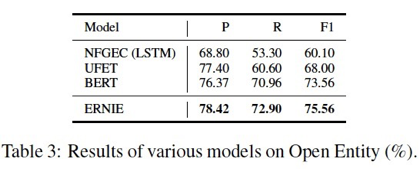 Model P R F1
NFGEC (LSTM) 68.80 53.30 60.10
UFET 77.40 60.60 68.00
BERT 76.37 70.96 73.56
ERNIE 78.42 72.90 75.56
Table 3: Results of various models on Open Entity (%).